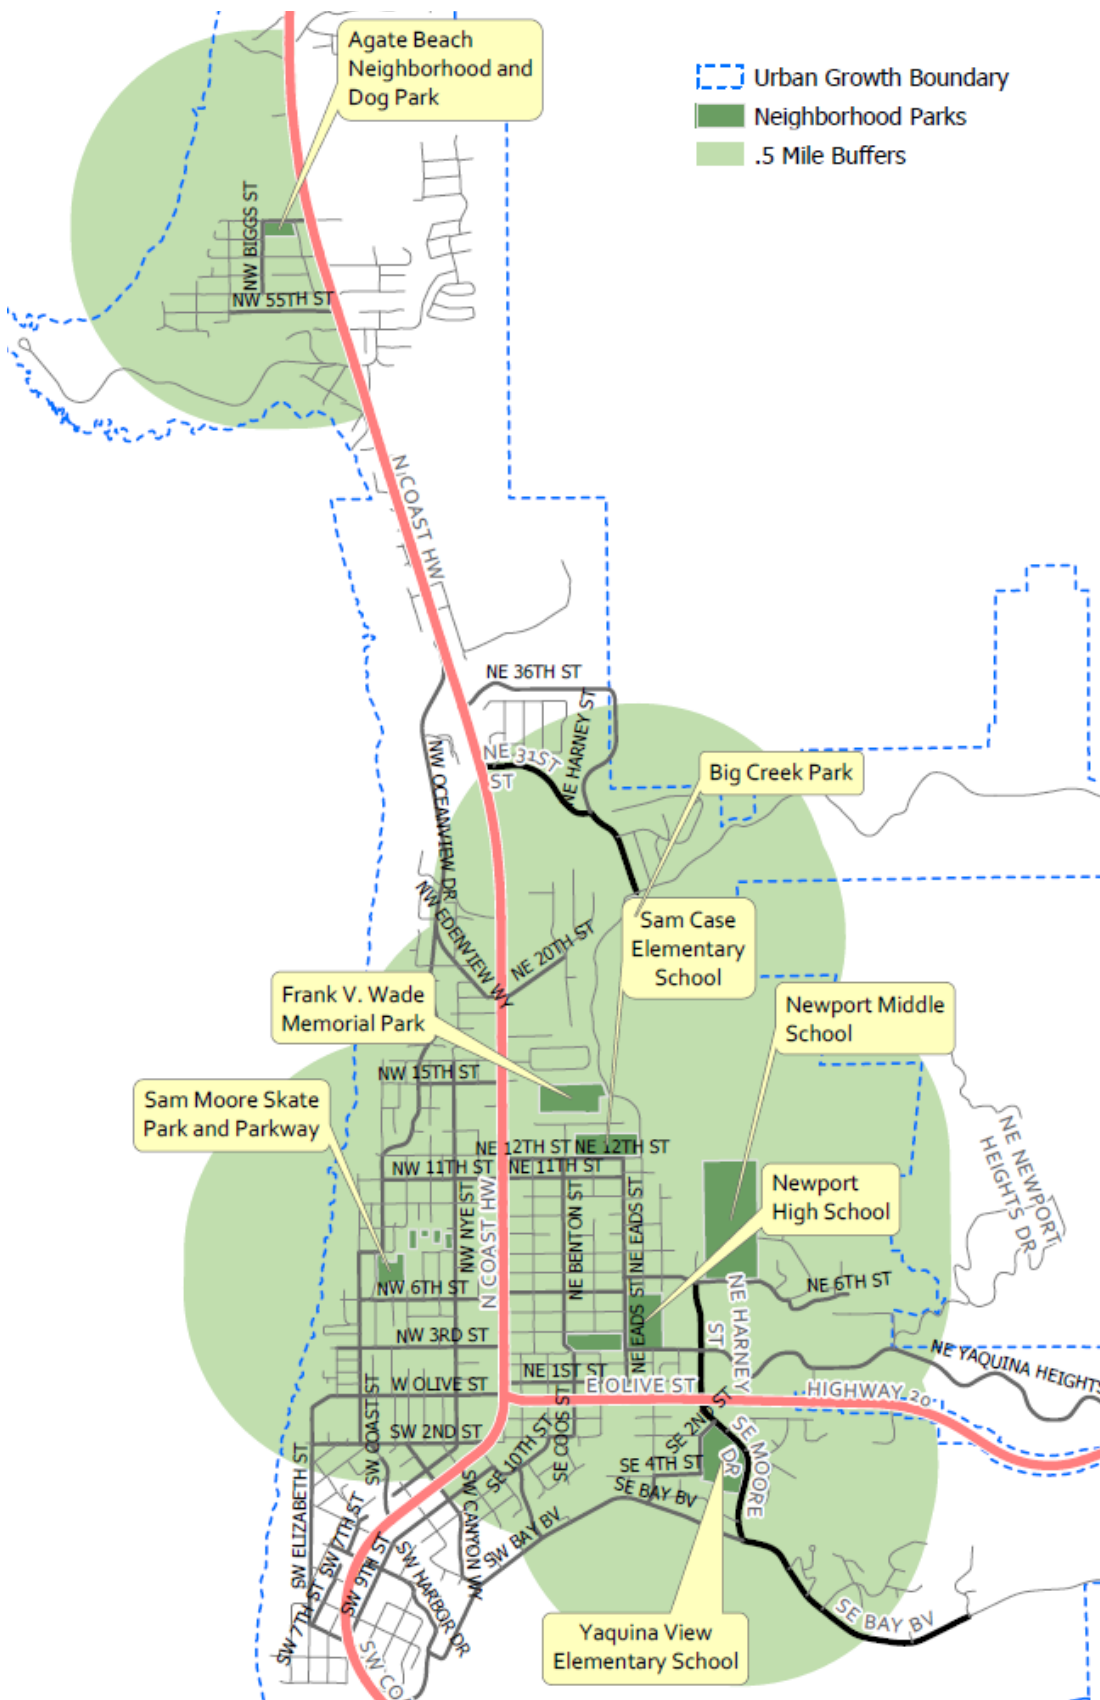 Agate Beach
Neighborhood and
Dog Park
Urban Growth Boundary
Neighborhood Parks
.5 Mile Buffers
NW BIGGS ST
NW 55TH ST
N COAST HW
NE 36TH ST
NE HARNEY ST
NE 31ST
ST
NW OCEANVIEW DR
Big Creek Park
NW EDENVIEW WY
NE 20TH ST
Sam Case
Elementary
School
Frank V. Wade
Memorial Park
Newport Middle
School
NW 15TH ST
Sam Moore Skate
Park and Parkway
NE 12TH ST
NE 12TH ST
NW 11TH ST
NE 11TH ST
NE NEWPORT
HEIGHTS DR
Newport
High School
NW NYE ST
N COAST HW
NE BENTON ST
NE EADS ST
NW 6TH ST
NE 6TH ST
NE EADS ST
NE HARNEY
ST
NW 3RD ST
NE 1ST ST
NE YAQUINA HEIGHTS
W OLIVE ST
E OLIVE ST
HIGHWAY 20
SW COAST ST
SW 2ND ST
SE 10TH ST
SE COOS ST
SE 2ND ST
SE MOORE
DR
SE 4TH ST
SE BAY BV
SW ELIZABETH ST
SW 7TH ST
SW CANYON WY
SW BAY BV
SW 9TH ST
SW HARBOR DR
SW 7TH ST
SE BAY BV
Yaquina View
Elementary School
SW CO